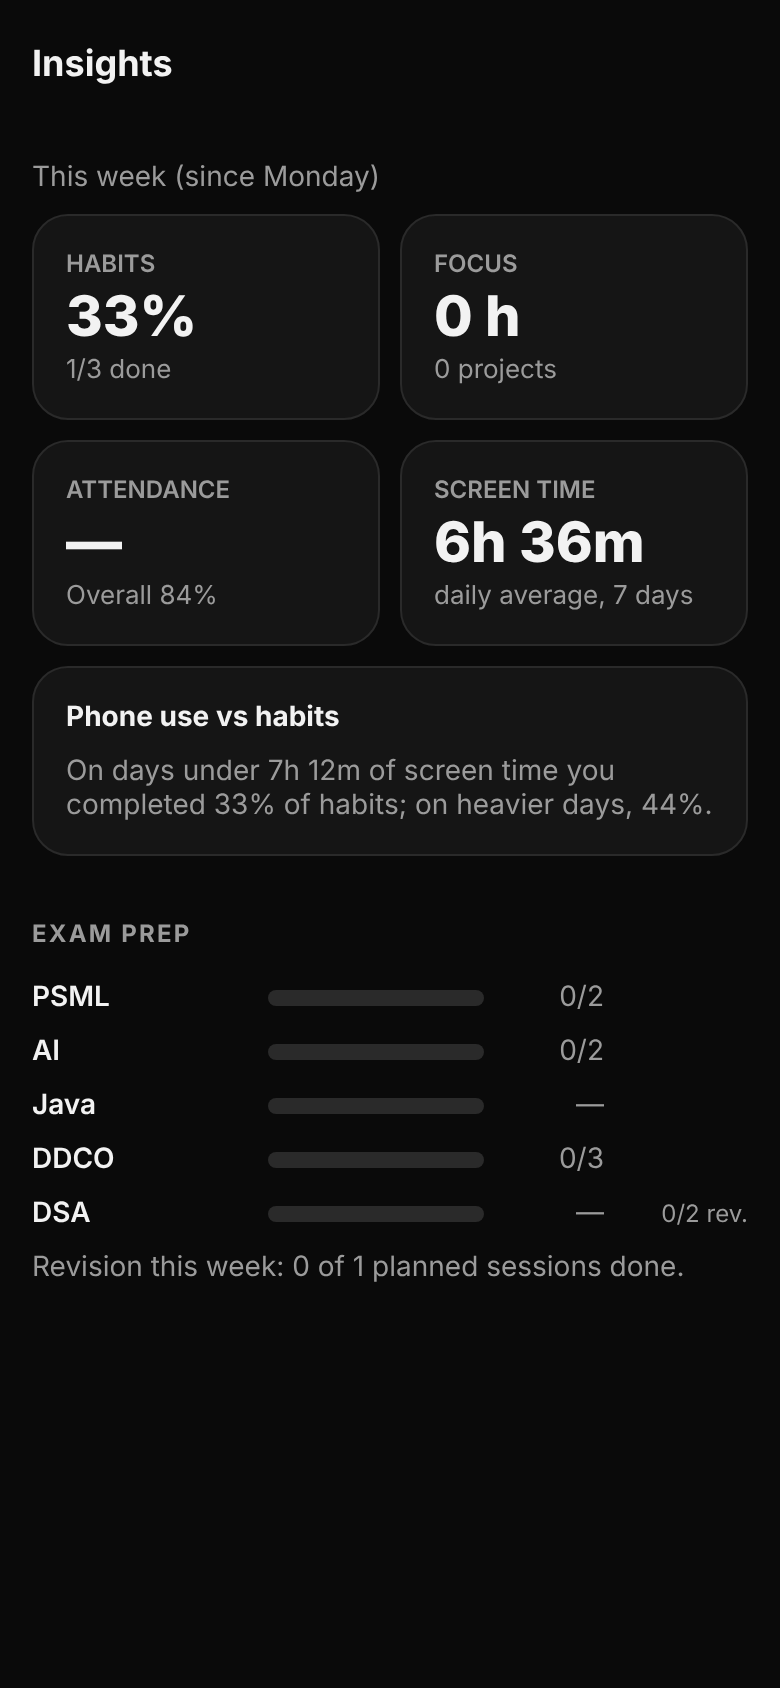 Insights
This week (since Monday)
HABITS
33%
1/3 done
FOCUS
0 h
0 projects
ATTENDANCE
—
Overall 84%
SCREEN TIME
6h 36m
daily average, 7 days
Phone use vs habits
On days under 7h 12m of screen time you
completed 33% of habits; on heavier days, 44%.
EXAM PREP
PSML 0/2
AI 0/2
Java —
DDCO 0/3
DSA — 0/2 rev.
Revision this week: 0 of 1 planned sessions done.